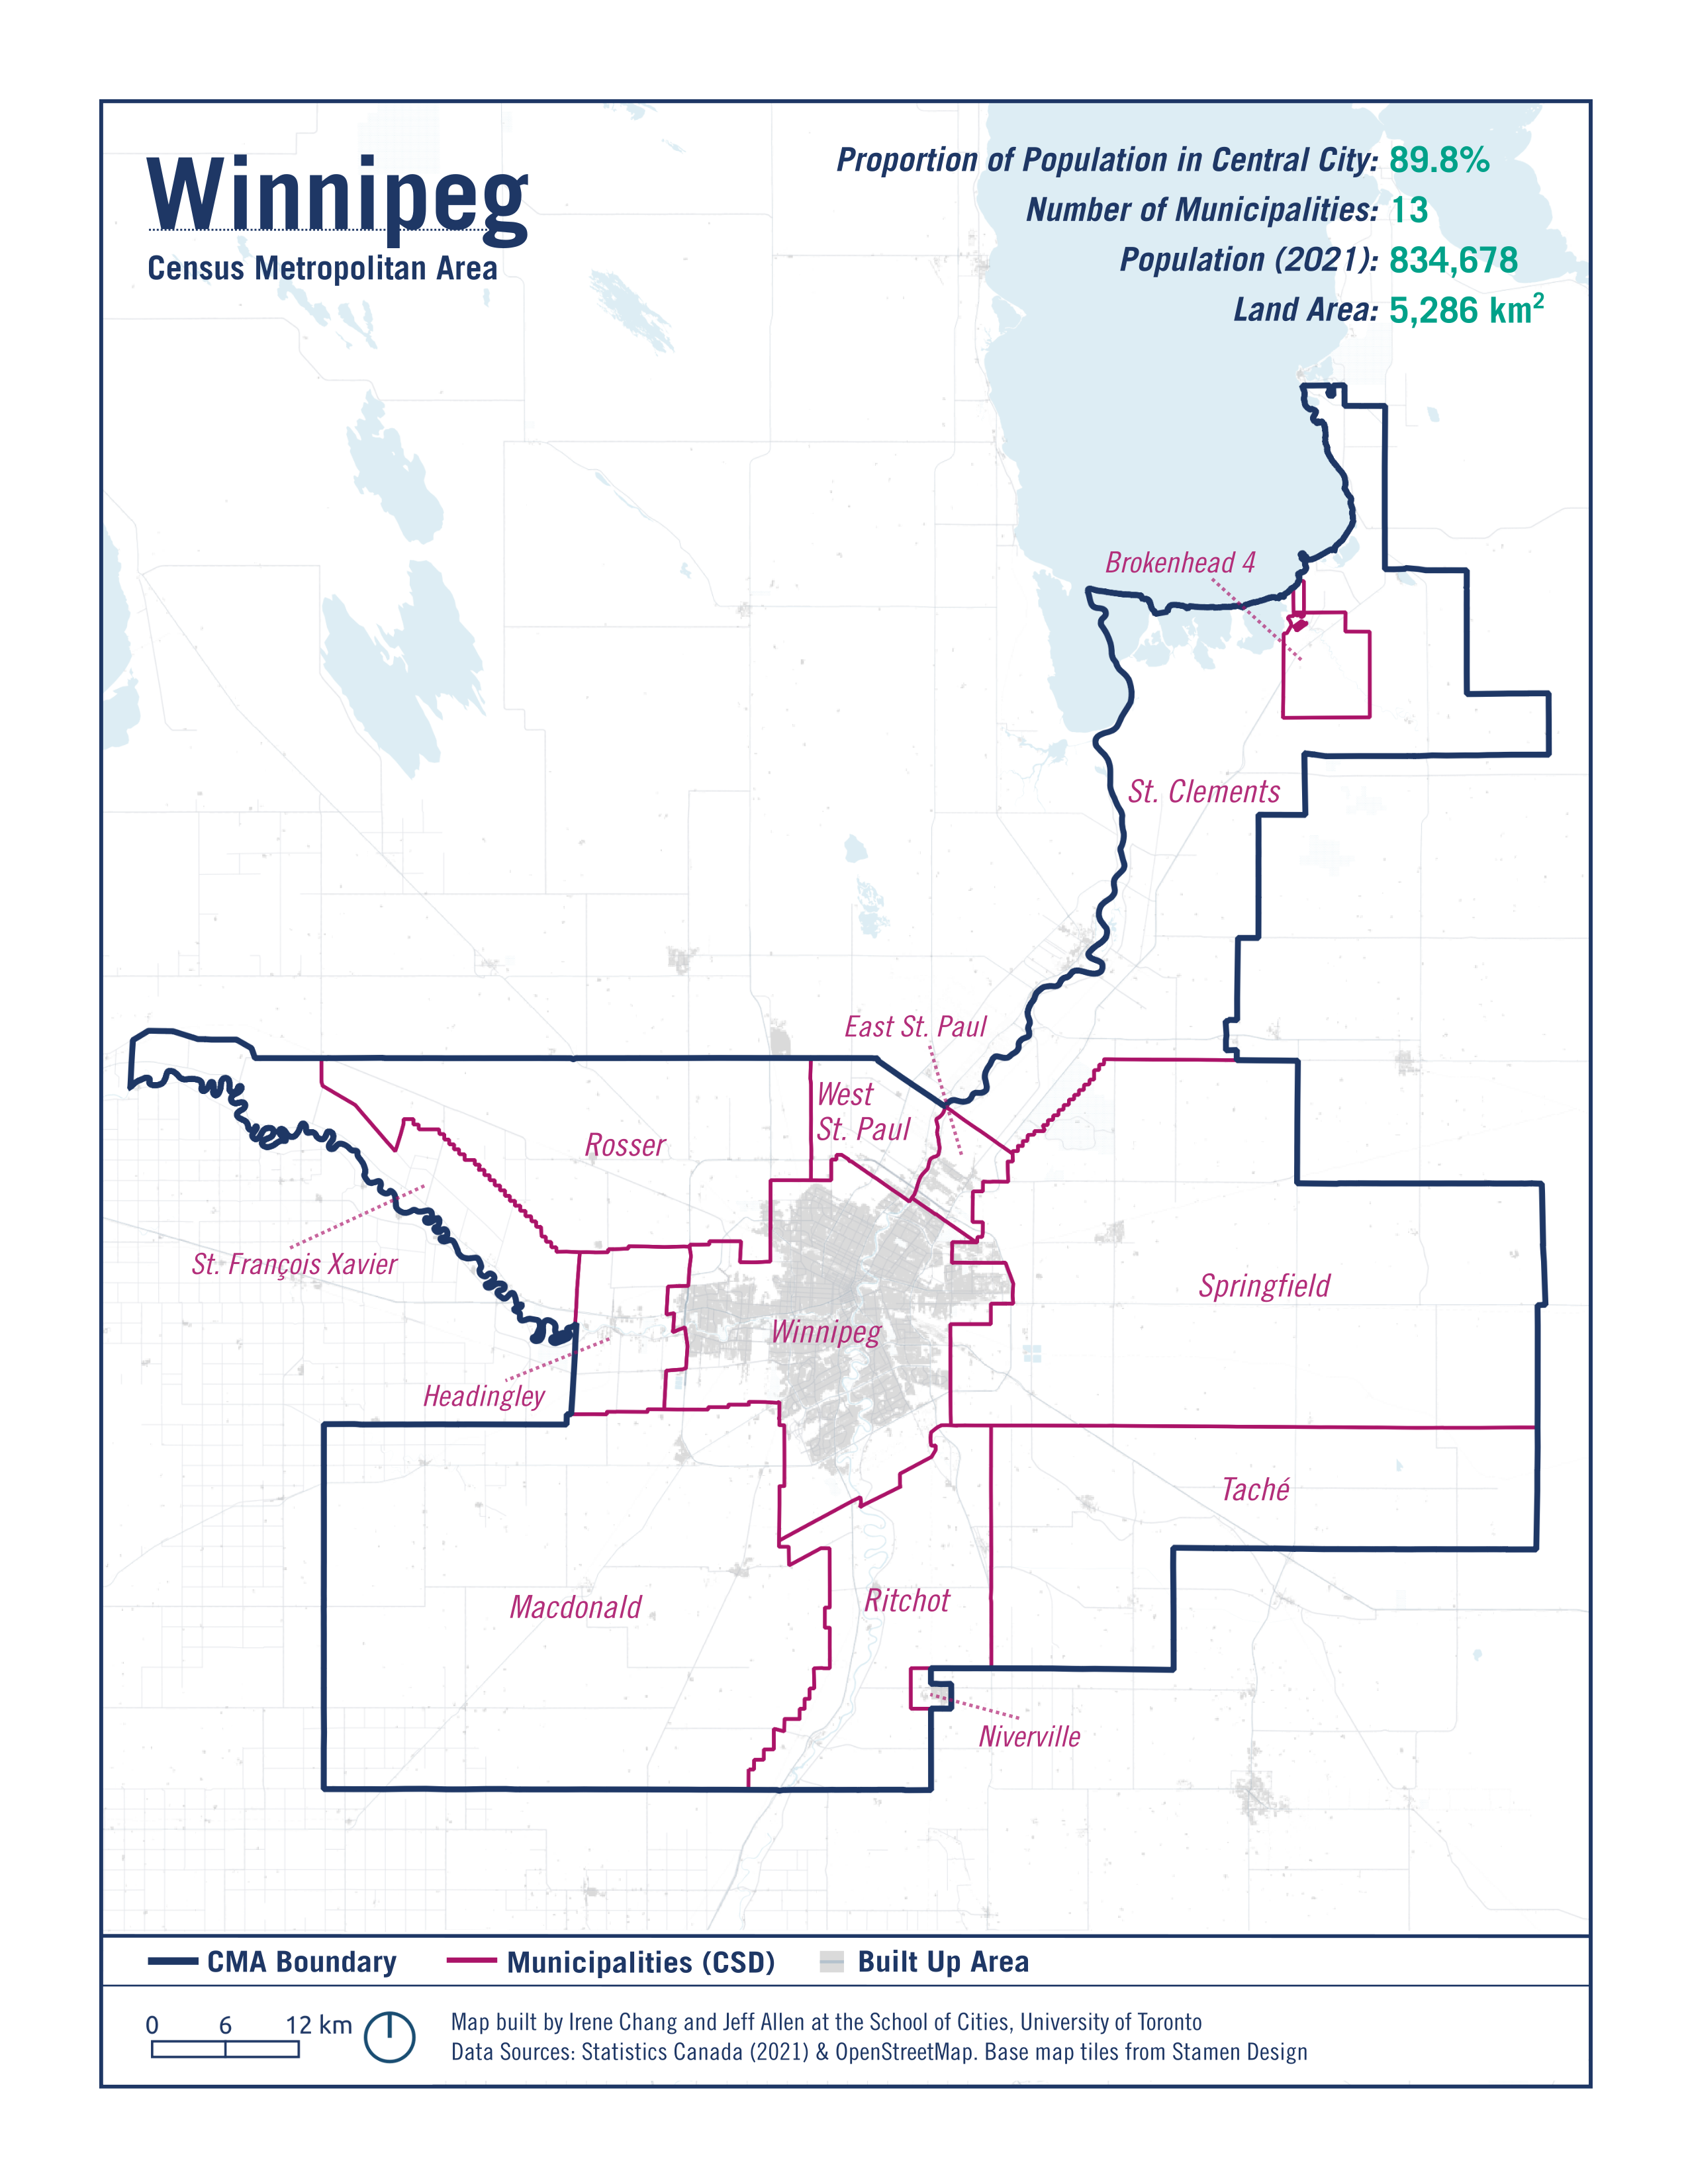 Winnipeg
Census Metropolitan Area
Proportion of Population in Central City: 89.8%
Number of Municipalities: 13
Population (2021): 834,678
Land Area: 5,286 km²
Brokenhead 4
St. Clements
East St. Paul
West
St. Paul
Rosser
St. François Xavier
Springfield
Winnipeg
Headingley
Taché
Macdonald
Ritchot
Niverville
CMA Boundary
Municipalities (CSD)
Built Up Area
0 6 12 km
Map built by Irene Chang and Jeff Allen at the School of Cities, University of Toronto
Data Sources: Statistics Canada (2021) & OpenStreetMap. Base map tiles from Stamen Design